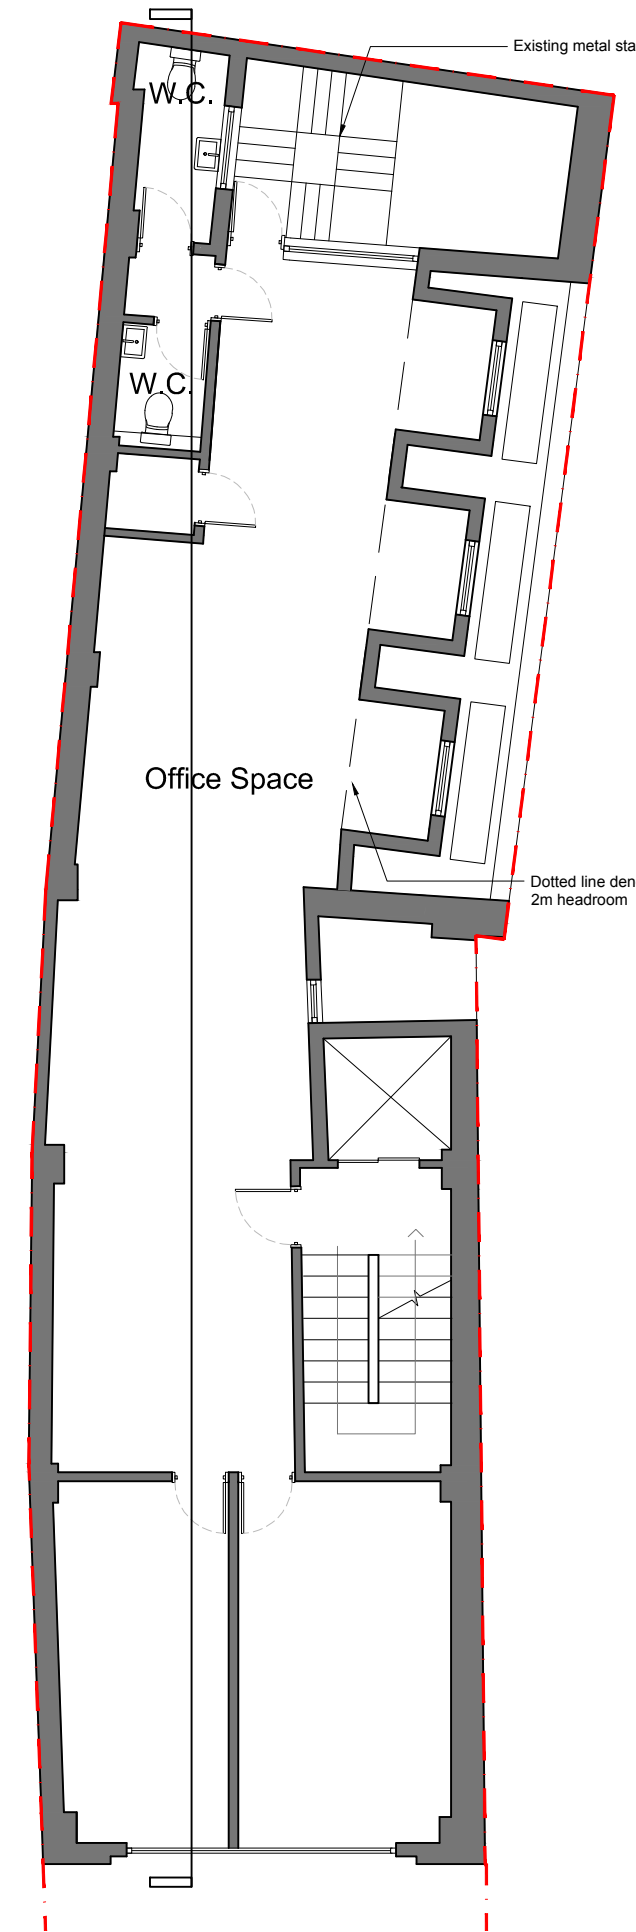 Existing metal sta
W.C.
W.C.
Office Space
Dotted line den
2m headroom